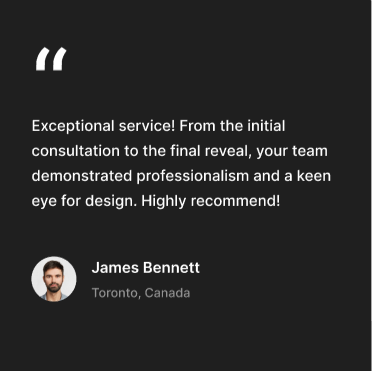 “
Exceptional service! From the initial
consultation to the final reveal, your team
demonstrated professionalism and a keen
eye for design. Highly recommend!
James Bennett
Toronto, Canada